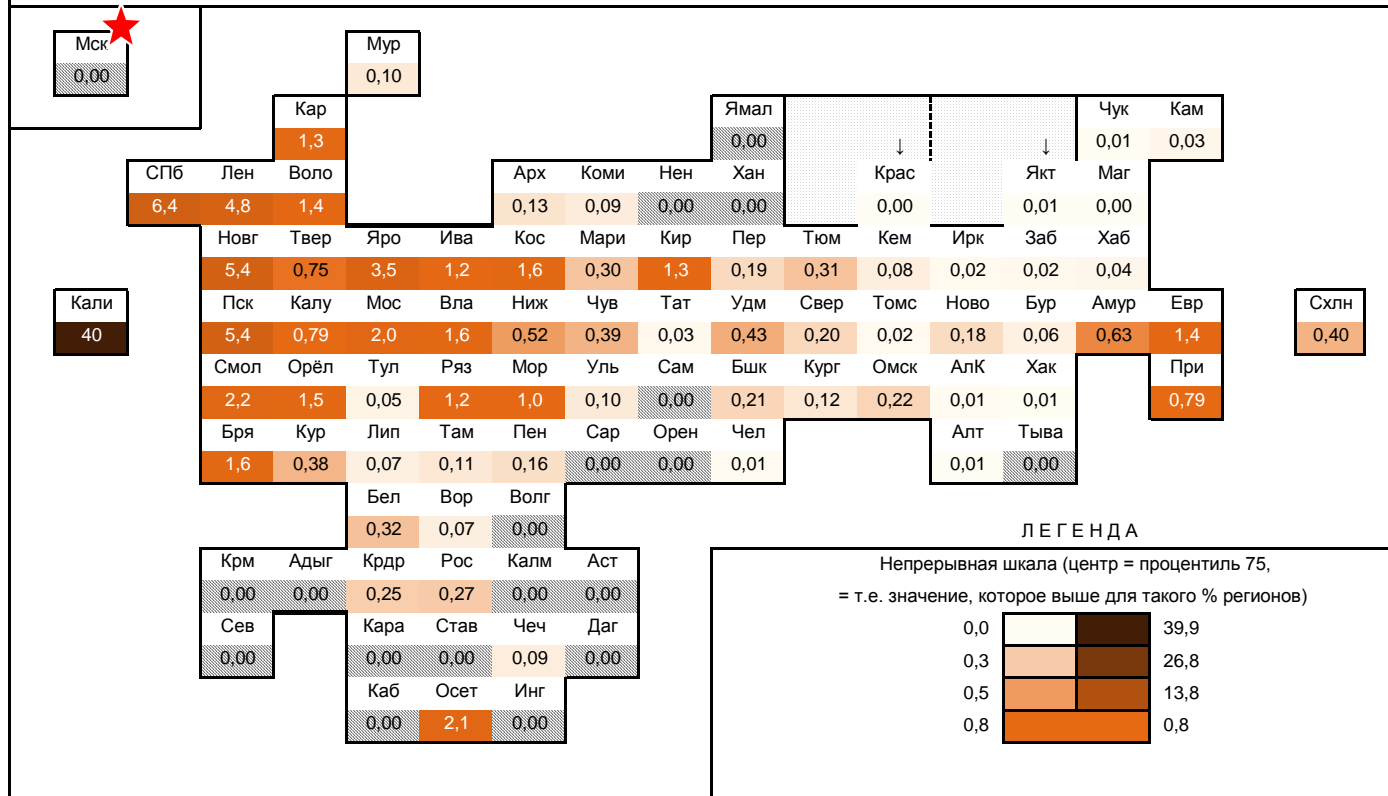 Мск Мур
0,00 0,10
Кар Ямал Чук Кам
1,3 0,00 ↓ ↓ 0,01 0,03
СПб Лен Воло Арх Коми Нен Хан Крас Якт Маг
6,4 4,8 1,4 0,13 0,09 0,00 0,00 0,00 0,01 0,00
Новг Твер Яро Ива Кос Мари Кир Пер Тюм Кем Ирк Заб Хаб
5,4 0,75 3,5 1,2 1,6 0,30 1,3 0,19 0,31 0,08 0,02 0,02 0,04
Кали Пск Калу Мос Вла Ниж Чув Тат Удм Свер Томс Ново Бур Амур Евр Схлн
40 5,4 0,79 2,0 1,6 0,52 0,39 0,03 0,43 0,20 0,02 0,18 0,06 0,63 1,4 0,40
Смол Орёл Тул Ряз Мор Уль Сам Бшк Кург Омск АлК Хак При
2,2 1,5 0,05 1,2 1,0 0,10 0,00 0,21 0,12 0,22 0,01 0,01 0,79
Бря Кур Лип Там Пен Сар Орен Чел Алт Тыва
1,6 0,38 0,07 0,11 0,16 0,00 0,00 0,01 0,01 0,00
Бел Вор Волг
0,32 0,07 0,00
Крм Адыг Крдр Рос Калм Аст
0,00 0,00 0,25 0,27 0,00 0,00
Сев Кара Став Чеч Даг
0,00 0,00 0,00 0,09 0,00
Каб Осет Инг
0,00 2,1 0,00
ЛЕГЕНДА
Непрерывная шкала (центр = процентиль 75,
= т.е. значение, которое выше для такого % регионов)
0,0 39,9
0,3 26,8
0,5 13,8
0,8 0,8